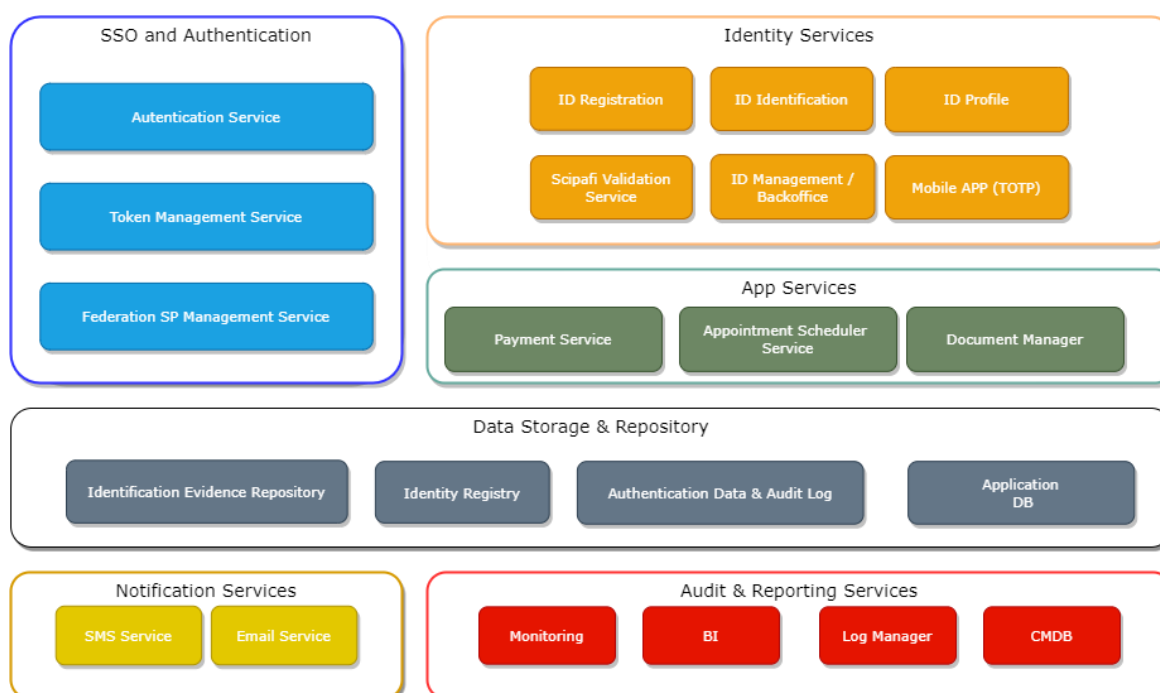 SSO and Authentication
Autentication Service
Token Management Service
Federation SP Management Service
Identity Services
ID Registration
ID Identification
ID Profile
Scipafi Validation
Service
ID Management /
Backoffice
Mobile APP (TOTP)
App Services
Payment Service
Appointment Scheduler
Service
Document Manager
Data Storage & Repository
Identification Evidence Repository
Identity Registry
Authentication Data & Audit Log
Application
DB
Notification Services
SMS Service
Email Service
Audit & Reporting Services
Monitoring
BI
Log Manager
CMDB